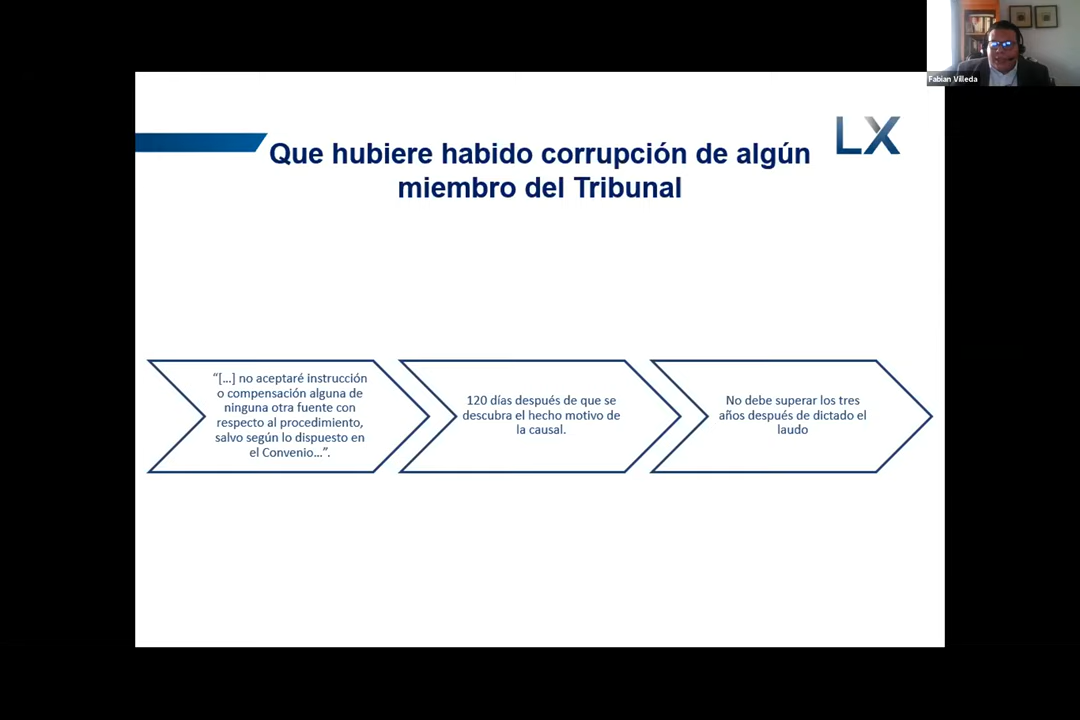 Fabian Villeda
LX
Que hubiere habido corrupción de algún
miembro del Tribunal
“[...] no aceptaré instrucción
o compensación alguna de
ninguna otra fuente con
respecto al procedimiento,
salvo según lo dispuesto en
el Convenio...”.
120 días después de que se
descubra el hecho motivo de
la causal.
No debe superar los tres
años después de dictado el
laudo